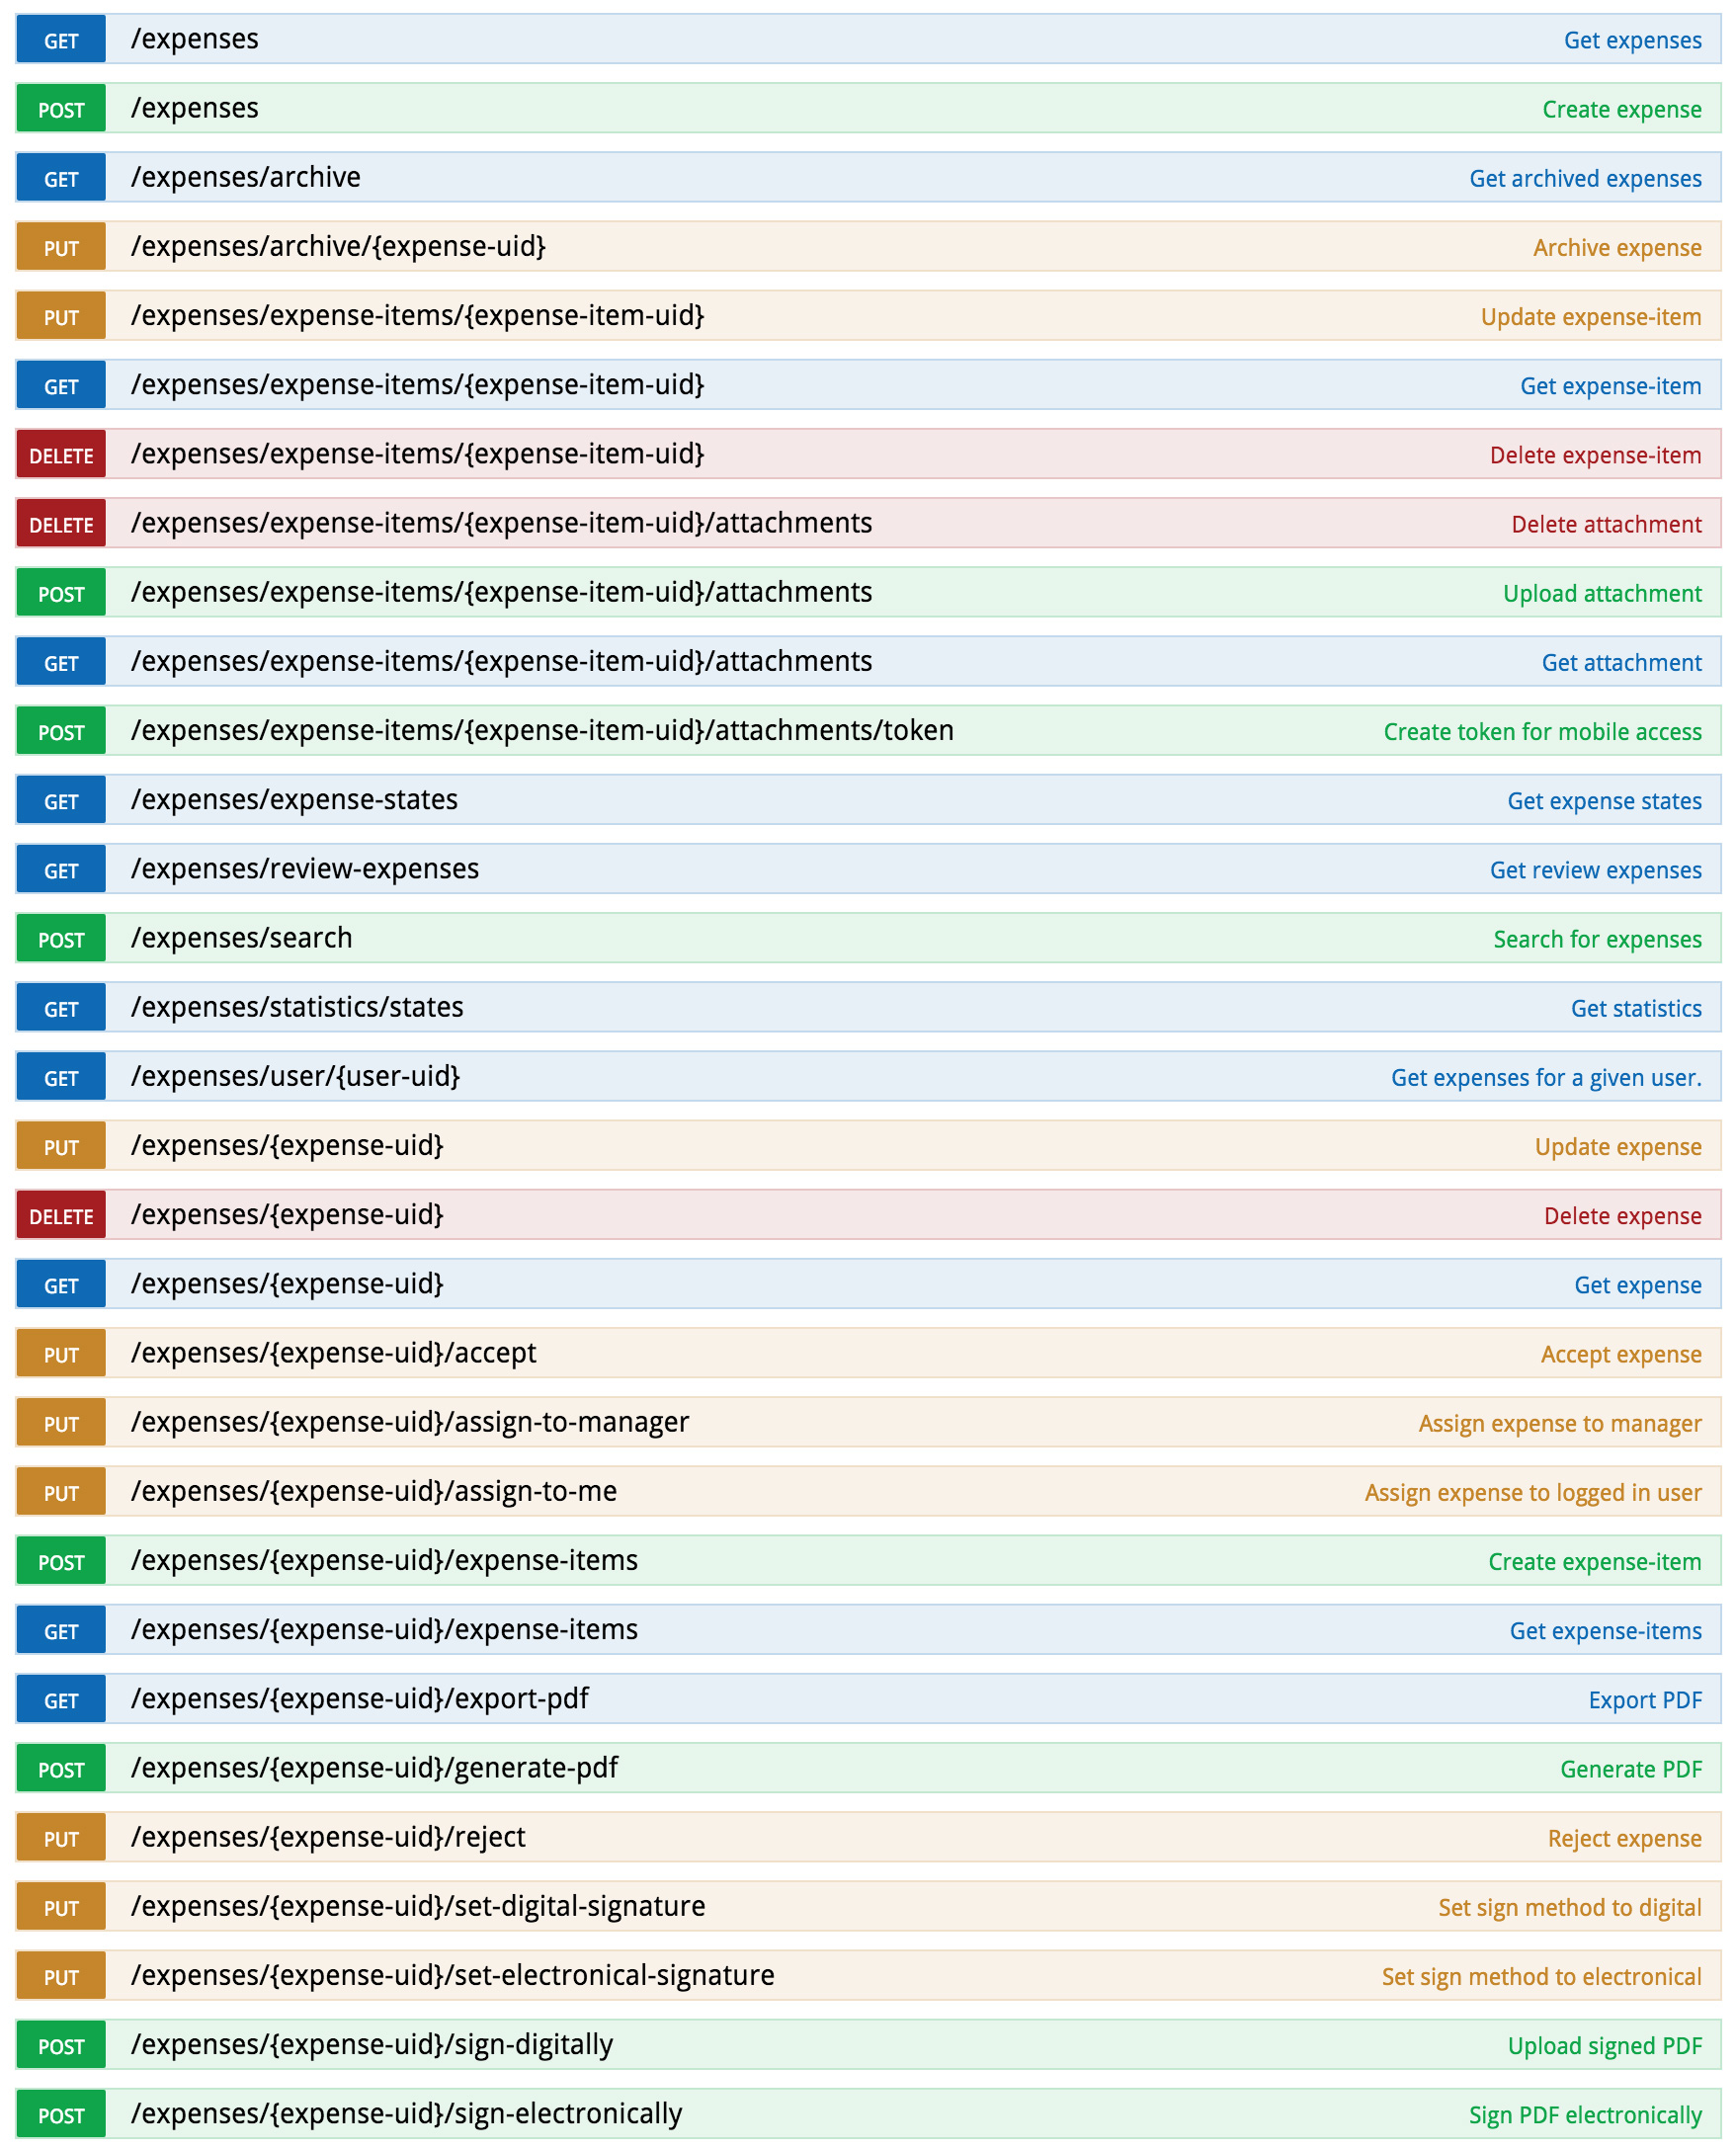 GET /expenses Get expenses
POST /expenses Create expense
GET /expenses/archive Get archived expenses
PUT /expenses/archive/{expense-uid} Archive expense
PUT /expenses/expense-items/{expense-item-uid} Update expense-item
GET /expenses/expense-items/{expense-item-uid} Get expense-item
DELETE /expenses/expense-items/{expense-item-uid} Delete expense-item
DELETE /expenses/expense-items/{expense-item-uid}/attachments Delete attachment
POST /expenses/expense-items/{expense-item-uid}/attachments Upload attachment
GET /expenses/expense-items/{expense-item-uid}/attachments Get attachment
POST /expenses/expense-items/{expense-item-uid}/attachments/token Create token for mobile access
GET /expenses/expense-states Get expense states
GET /expenses/review-expenses Get review expenses
POST /expenses/search Search for expenses
GET /expenses/statistics/states Get statistics
GET /expenses/user/{user-uid} Get expenses for a given user.
PUT /expenses/{expense-uid} Update expense
DELETE /expenses/{expense-uid} Delete expense
GET /expenses/{expense-uid} Get expense
PUT /expenses/{expense-uid}/accept Accept expense
PUT /expenses/{expense-uid}/assign-to-manager Assign expense to manager
PUT /expenses/{expense-uid}/assign-to-me Assign expense to logged in user
POST /expenses/{expense-uid}/expense-items Create expense-item
GET /expenses/{expense-uid}/expense-items Get expense-items
GET /expenses/{expense-uid}/export-pdf Export PDF
POST /expenses/{expense-uid}/generate-pdf Generate PDF
PUT /expenses/{expense-uid}/reject Reject expense
PUT /expenses/{expense-uid}/set-digital-signature Set sign method to digital
PUT /expenses/{expense-uid}/set-electronical-signature Set sign method to electronical
POST /expenses/{expense-uid}/sign-digitally Upload signed PDF
POST /expenses/{expense-uid}/sign-electronically Sign PDF electronically